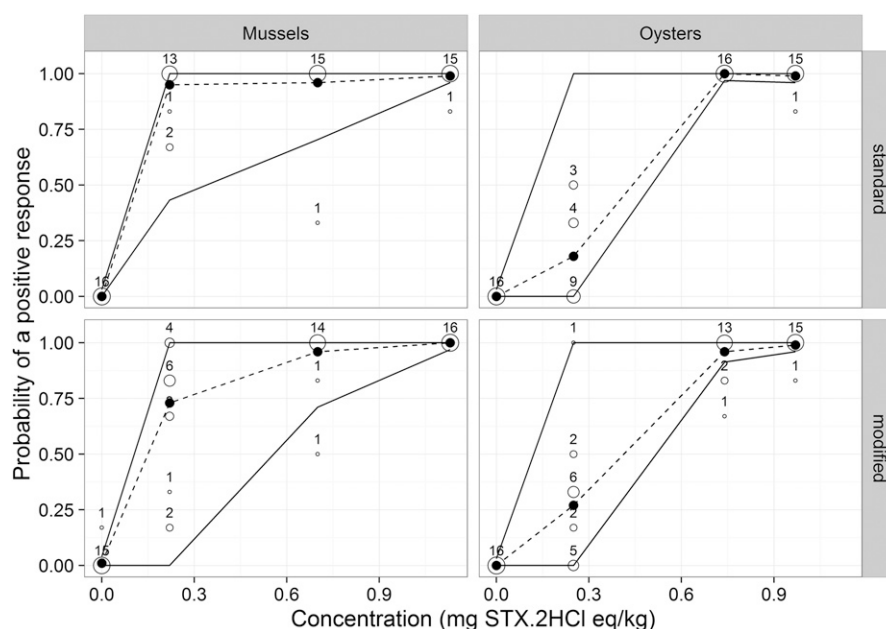 Mussels Oysters
13 15 15 16 15
1.00
1 1 1
0.75
2
3
0.50
4
1
0.25
16 16 9
0.00
standard
4 14 16 1 13 15
1.00
6 1 2 1
0.75
1
1 2
0.50
1 6
0.25
1 2 2
15 16 5
0.00
modified
0.0 0.3 0.6 0.9 0.0 0.3 0.6 0.9
Concentration (mg STX.2HCl eq/kg)
Probability of a positive response